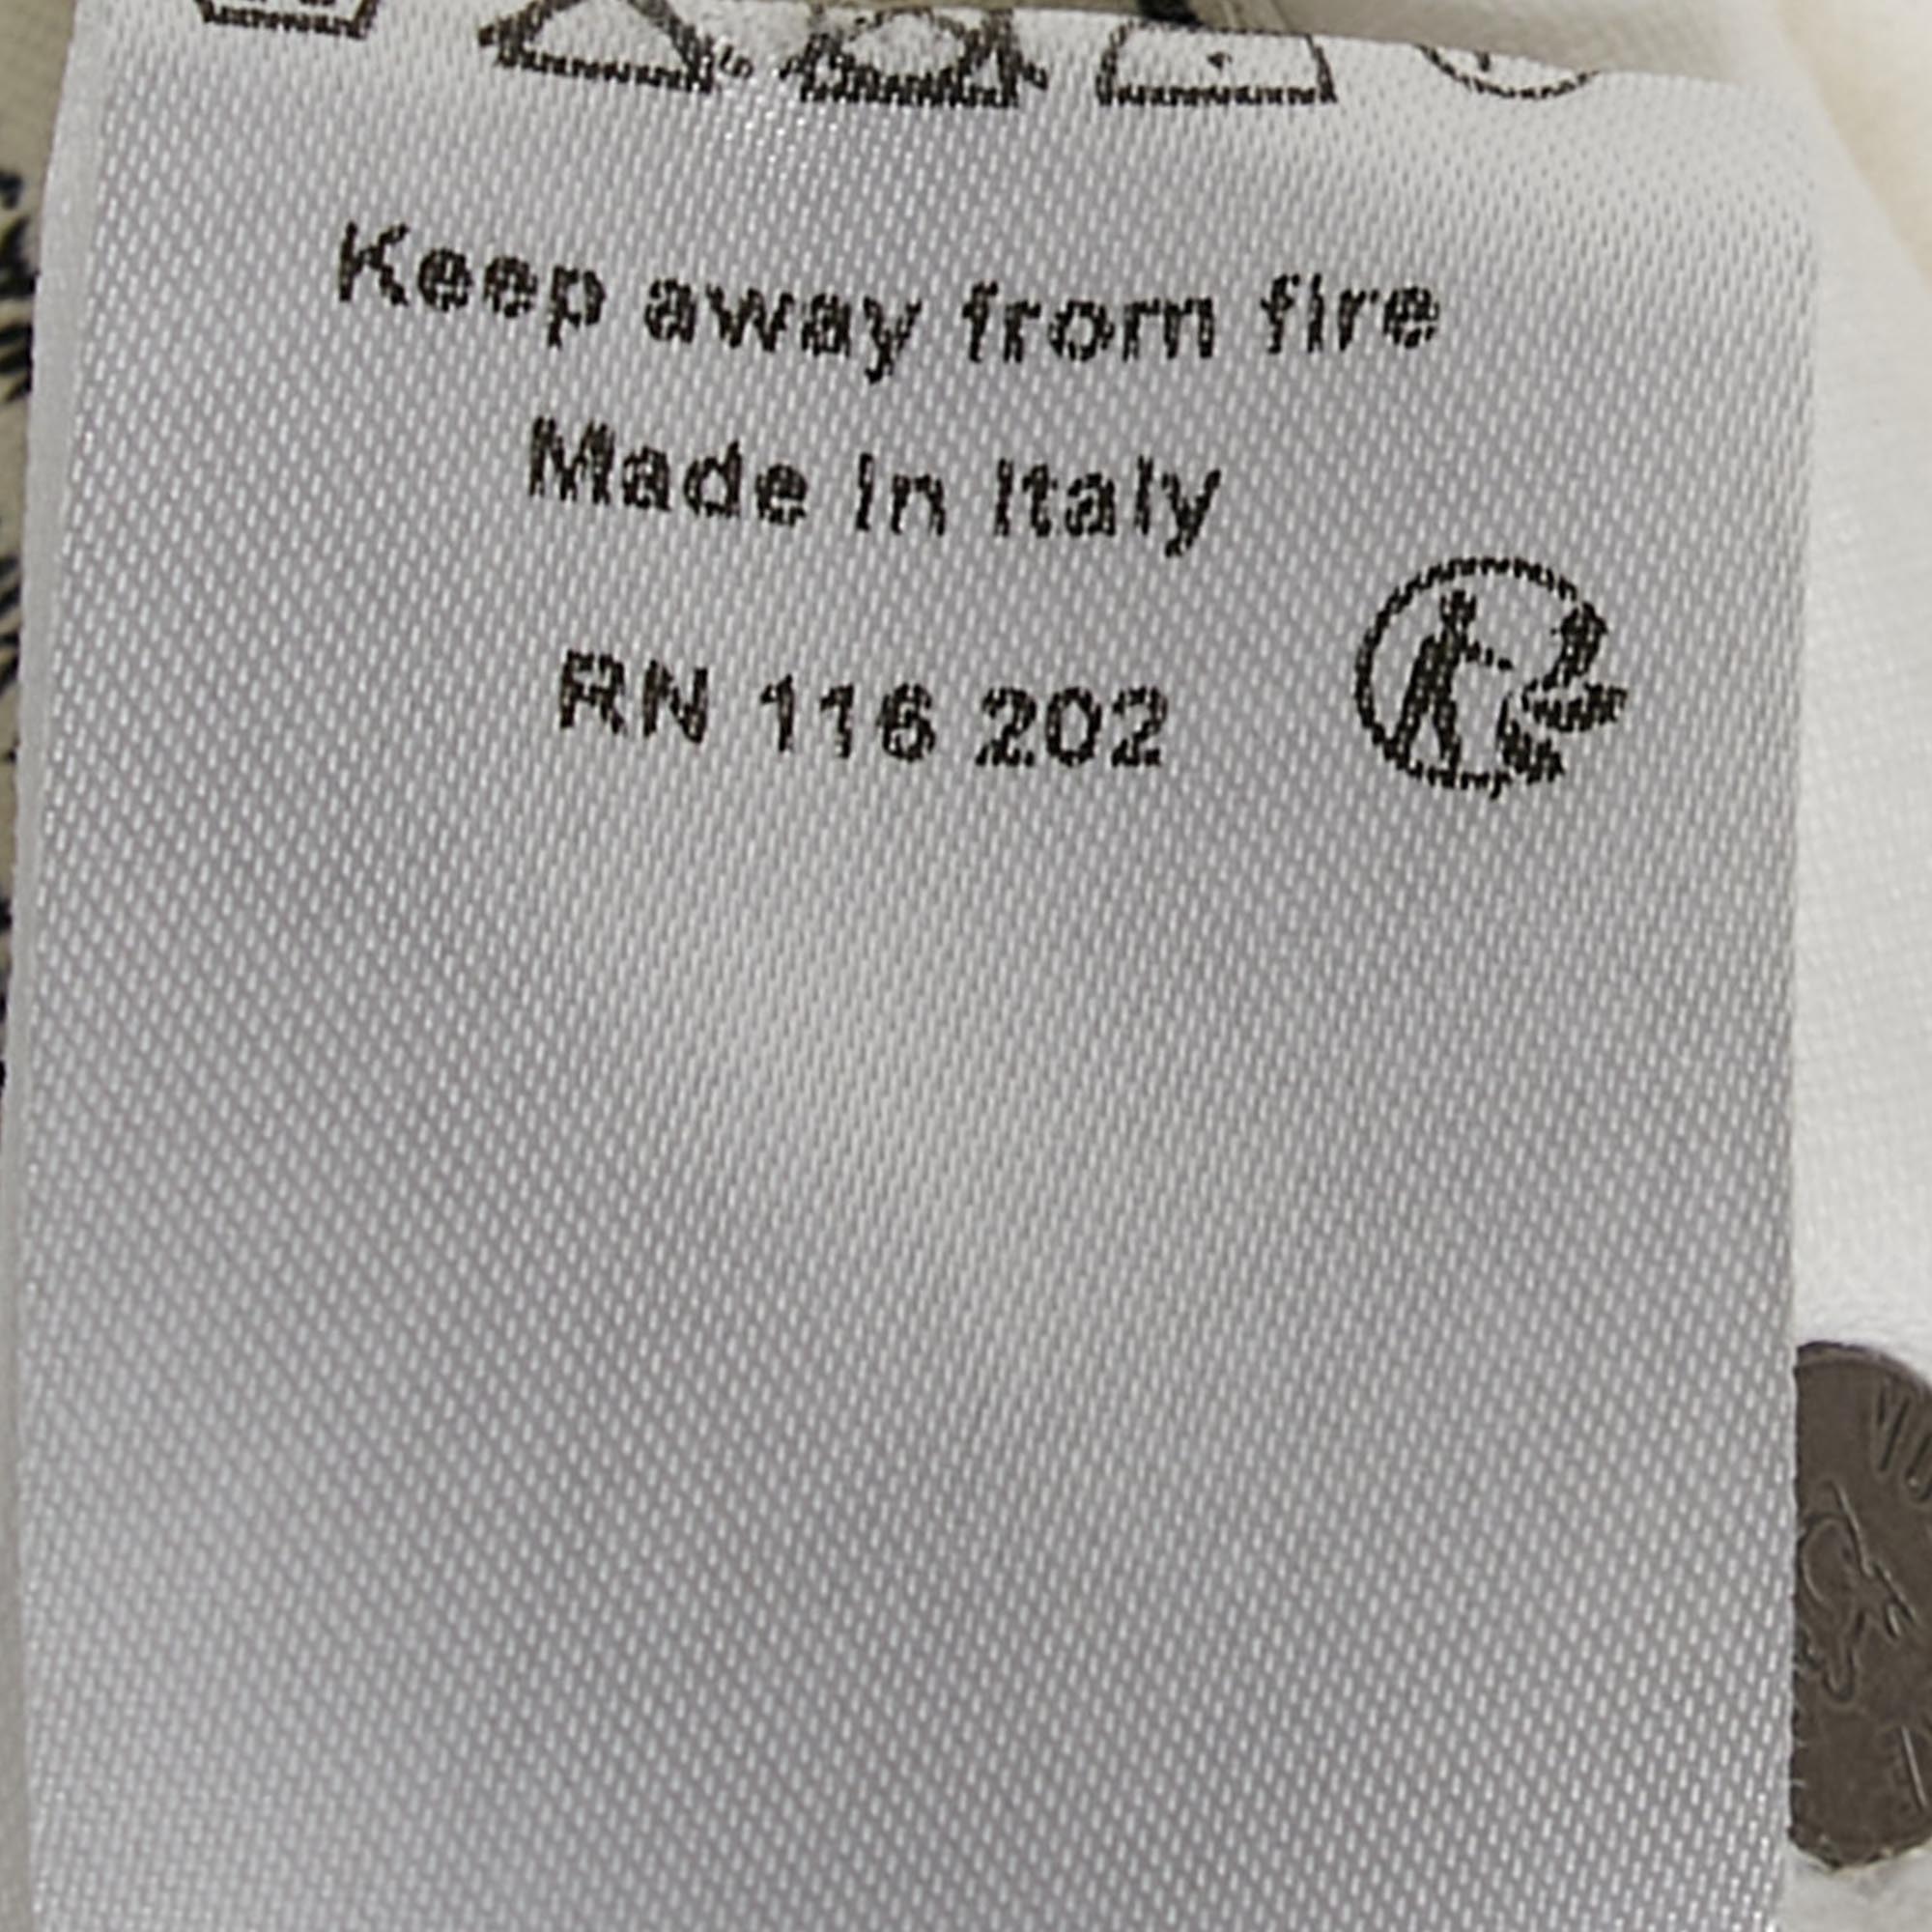 Keep away from fire
Made in Italy
RN 116 202